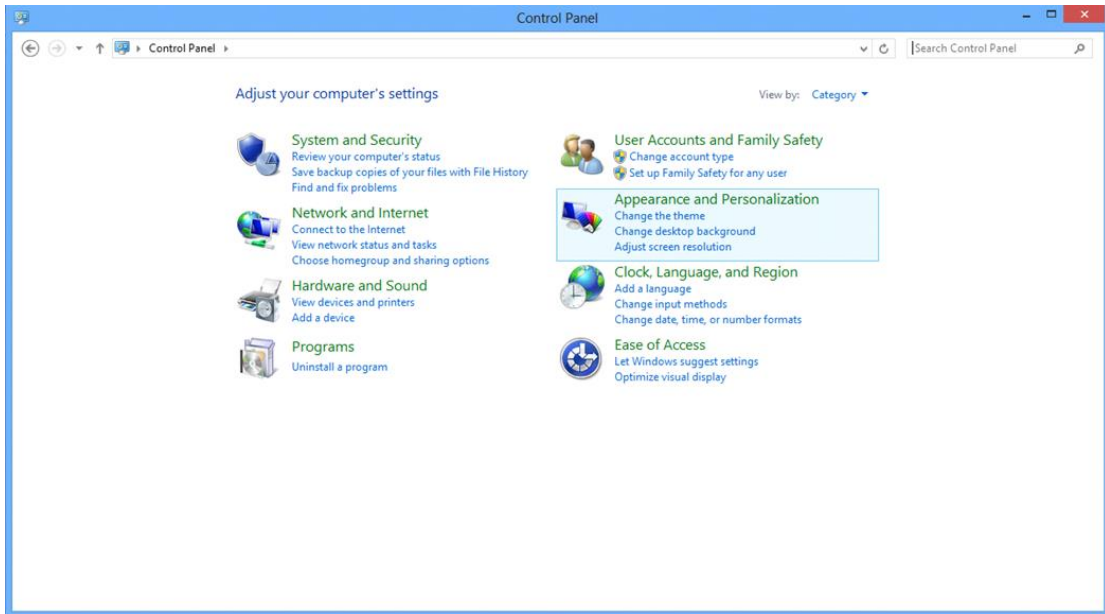 Control Panel
Control Panel
Search Control Panel
Adjust your computer's settings
View by: Category
System and Security
Review your computer's status
Save backup copies of your files with File History
Find and fix problems
Network and Internet
Connect to the Internet
View network status and tasks
Choose homegroup and sharing options
Hardware and Sound
View devices and printers
Add a device
Programs
Uninstall a program
User Accounts and Family Safety
Change account type
Set up Family Safety for any user
Appearance and Personalization
Change the theme
Change desktop background
Adjust screen resolution
Clock, Language, and Region
Add a language
Change input methods
Change date, time, or number formats
Ease of Access
Let Windows suggest settings
Optimize visual display